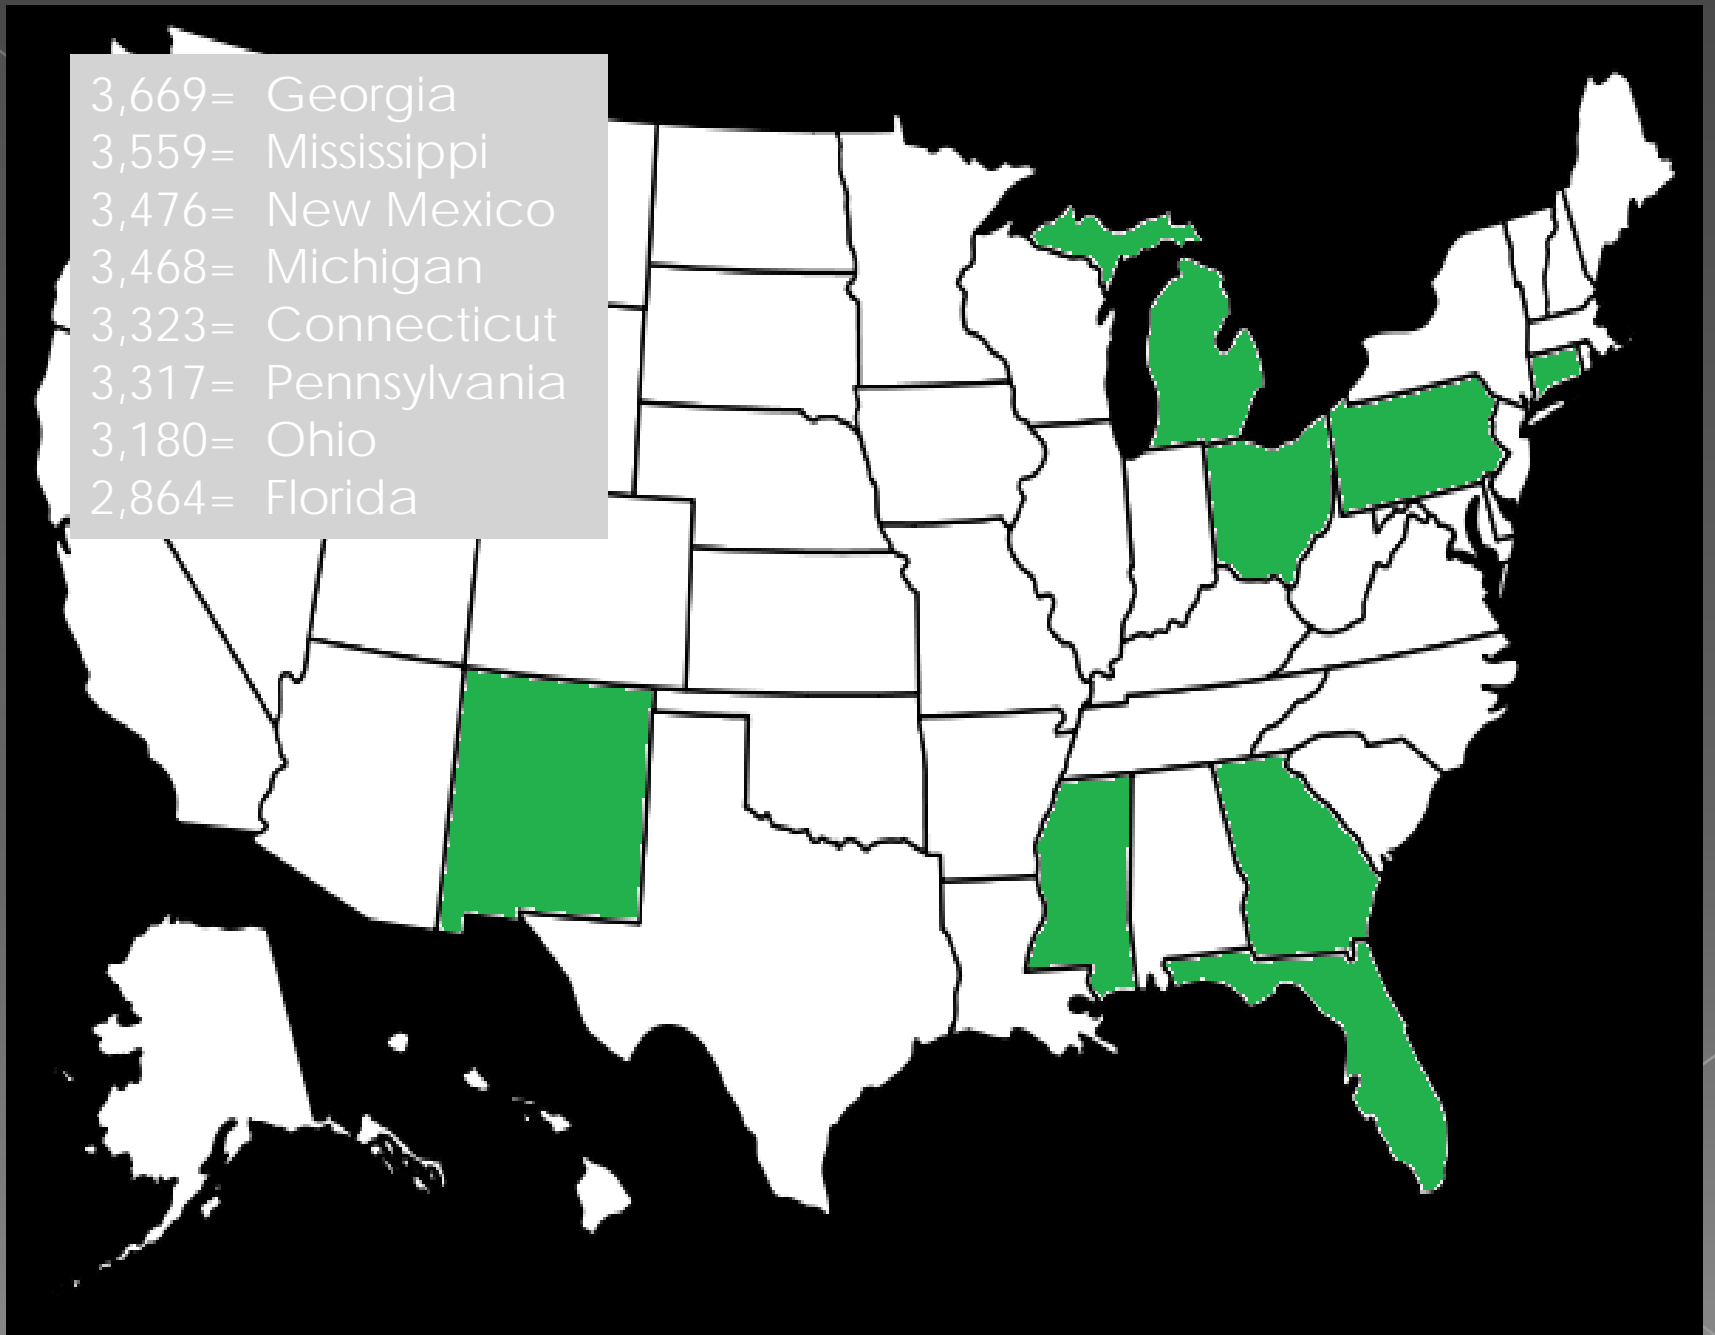 3,669= Georgia
3,559= Mississippi
3,476= New Mexico
3,468= Michigan
3,323= Connecticut
3,317= Pennsylvania
3,180= Ohio
2,864= Florida